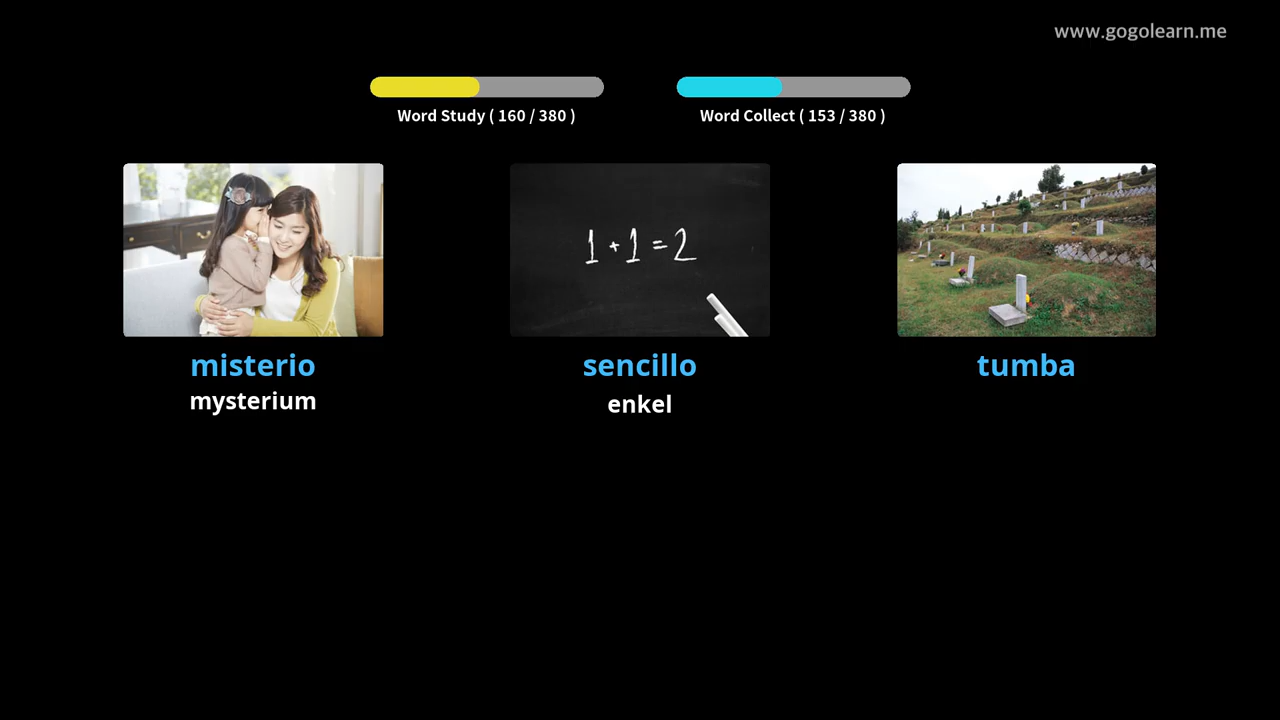 www.gogolearn.me
Word Study ( 160 / 380 )
Word Collect ( 153 / 380 )
1 + 1 = 2
misterio
sencillo
tumba
mysterium
enkel